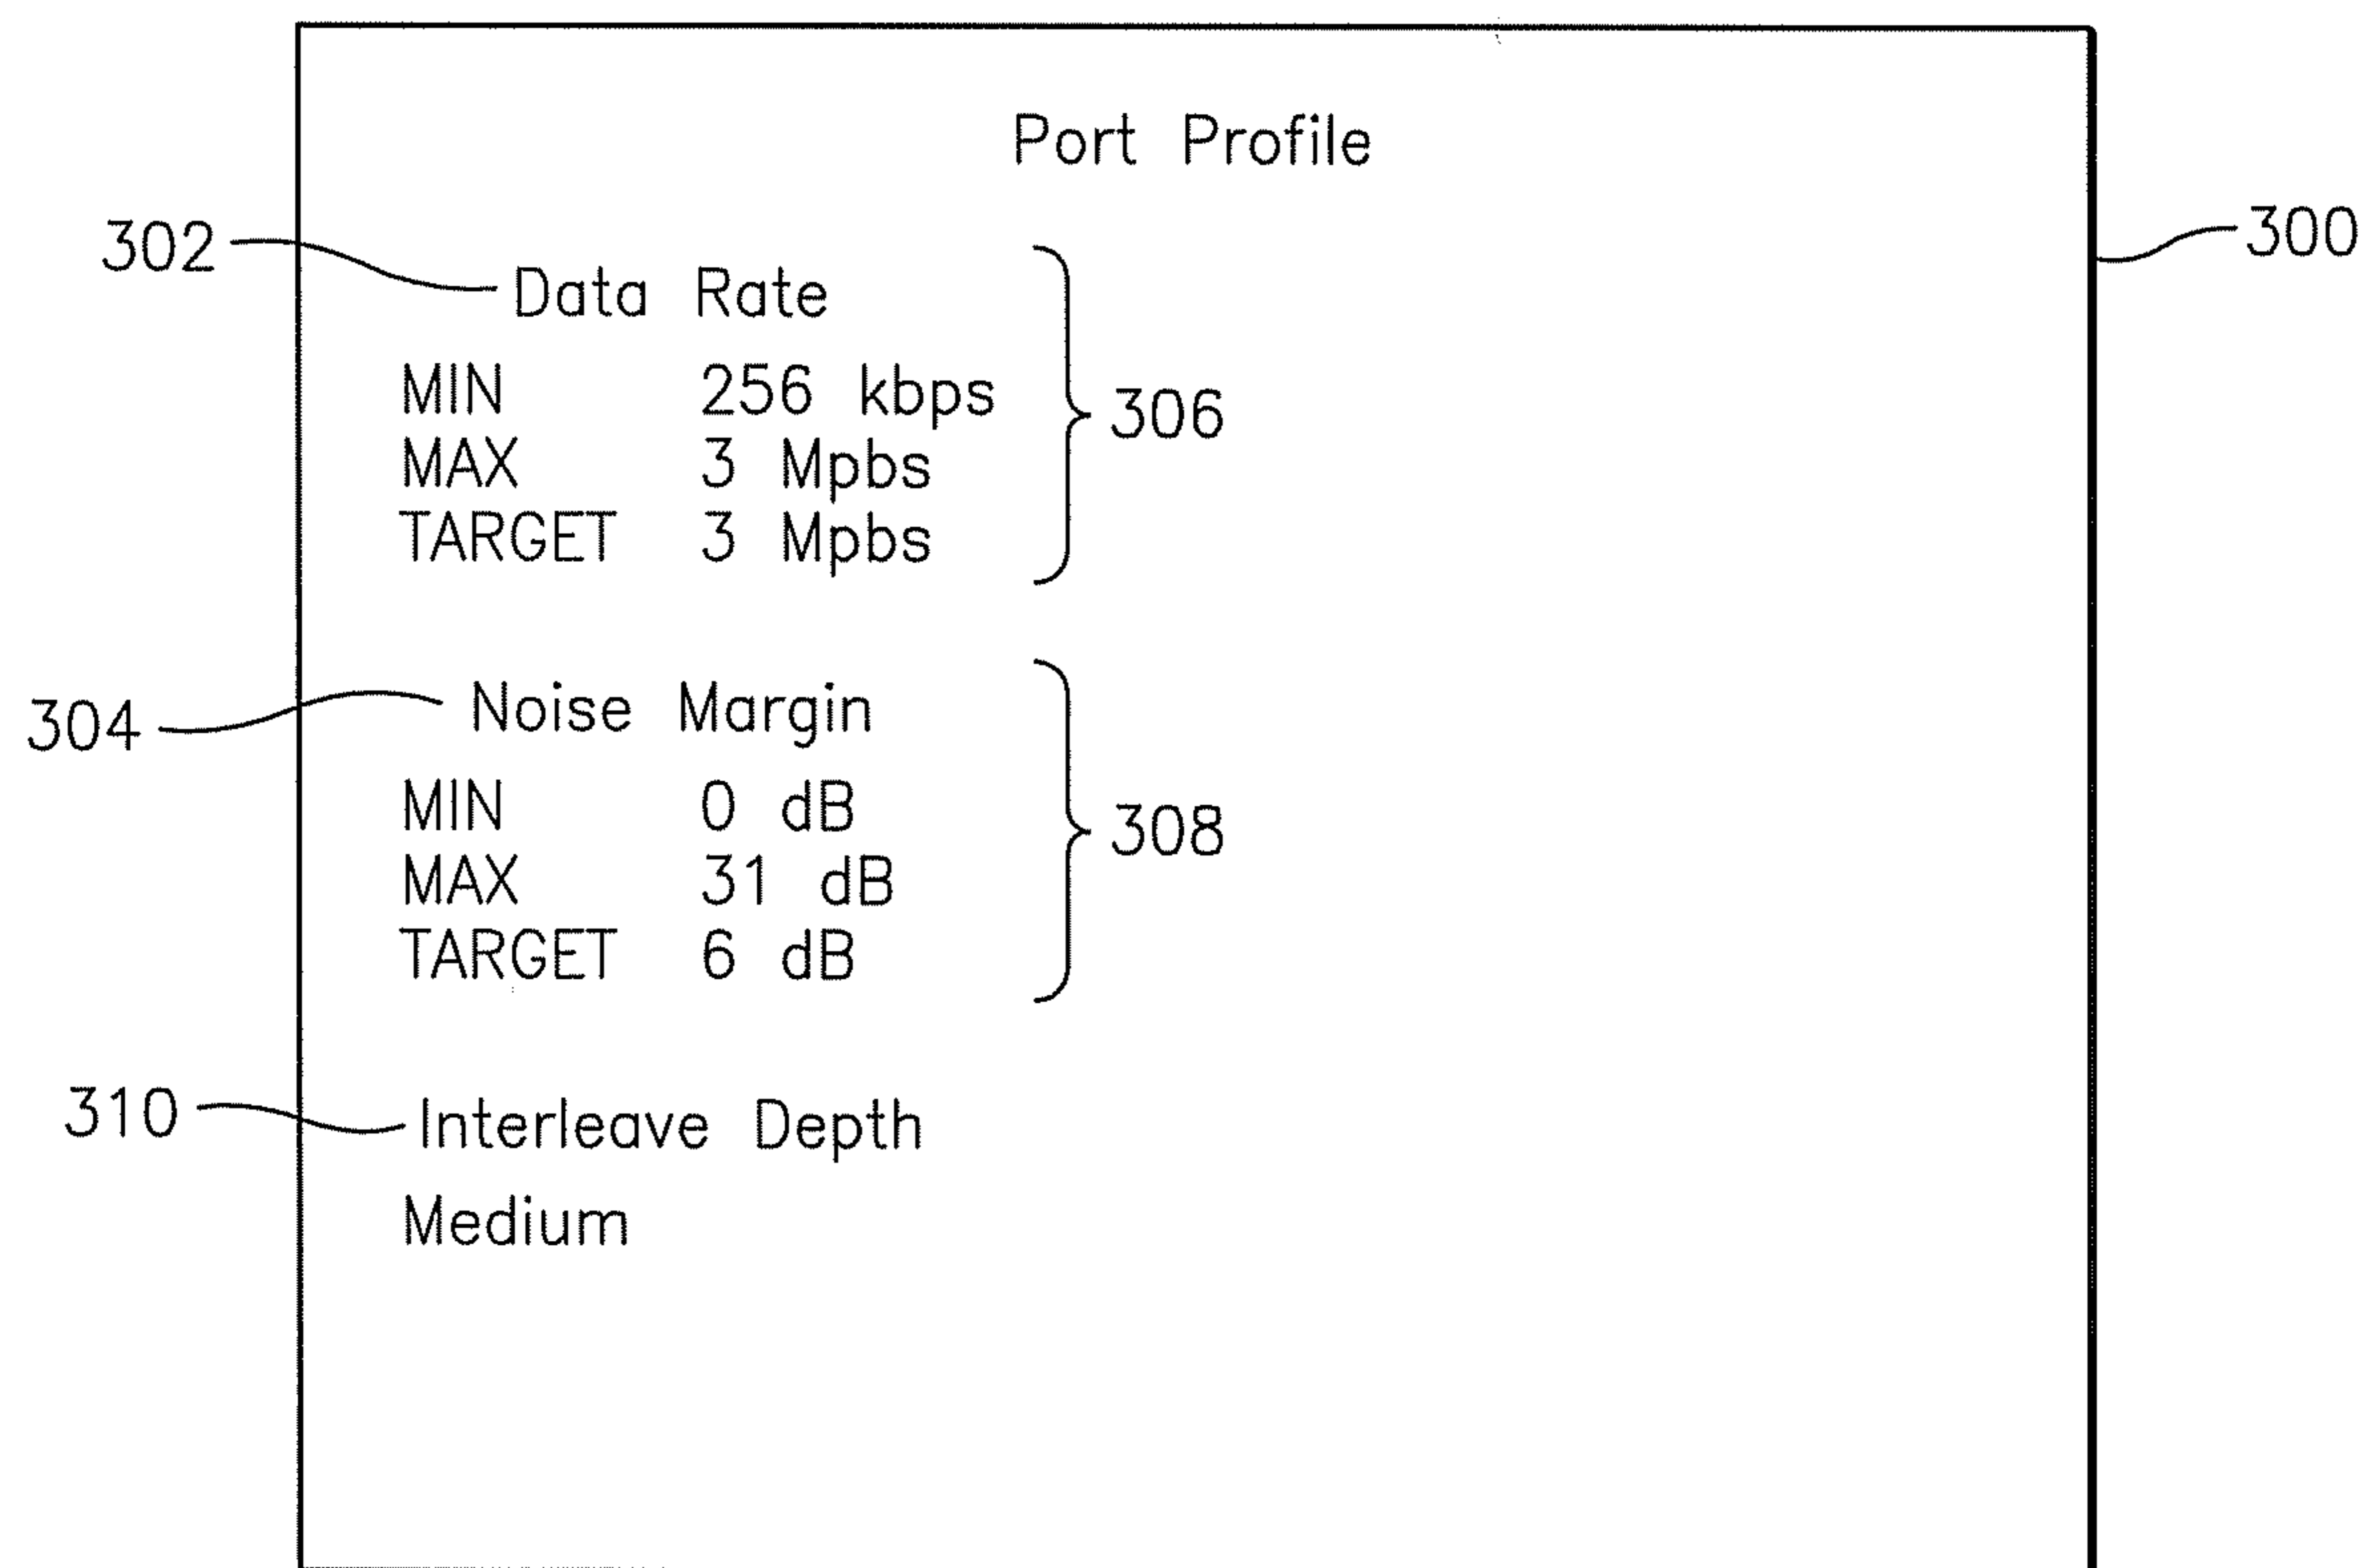 Port Profile
302
300
Data Rate
MIN 256 kbps
306
MAX 3 Mpbs
TARGET 3 Mpbs
304
Noise Margin
MIN 0 dB
308
MAX 31 dB
TARGET 6 dB
310
Interleave Depth
Medium